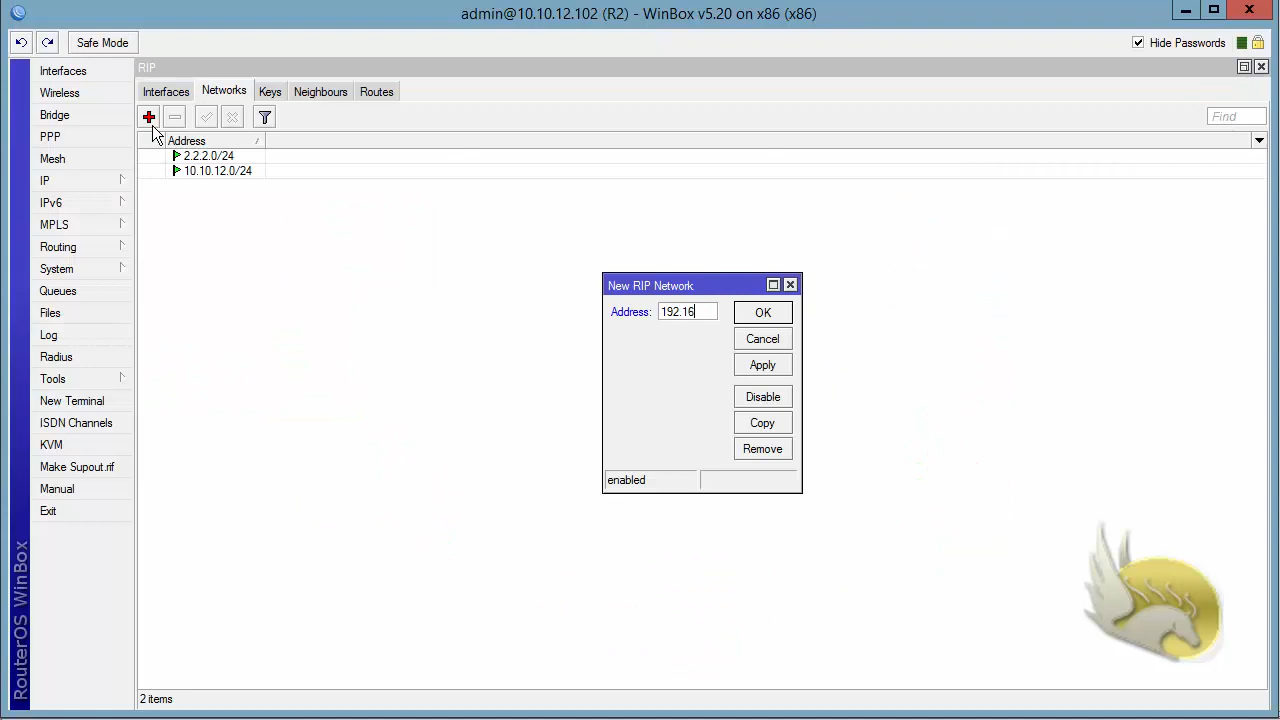 admin@10.10.12.102 (R2) - WinBox v5.20 on x86 (x86)
Safe Mode
Hide Passwords
Interfaces
Wireless
Bridge
PPP
Mesh
IP
IPv6
MPLS
Routing
System
Queues
Files
Log
Radius
Tools
New Terminal
ISDN Channels
KVM
Make Supout.rif
Manual
Exit
RouterOS WinBox
RIP
Interfaces
Networks
Keys
Neighbours
Routes
Find
Address
2.2.2.0/24
10.10.12.0/24
New RIP Network
Address: 192.16
OK
Cancel
Apply
Disable
Copy
Remove
enabled
2 items